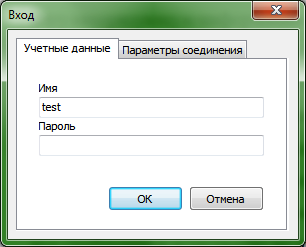 Вход
Учетные данные Параметры соединения
Имя
test
Пароль
OK Отмена